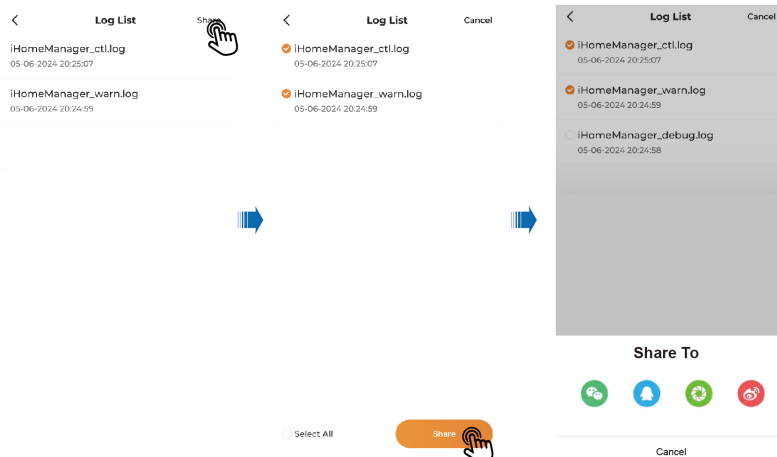 Log List
Share
iHomeManager_ctl.log
05-06-2024 20:25:07
iHomeManager_warn.log
05-06-2024 20:24:59
Log List
Cancel
iHomeManager_ctl.log
05-06-2024 20:25:07
iHomeManager_warn.log
05-06-2024 20:24:59
Select All
Share
Log List
Cancel
iHomeManager_ctl.log
05-06-2024 20:25:07
iHomeManager_warn.log
05-06-2024 20:24:59
iHomeManager_debug.log
05-06-2024 20:24:58
Share To
Cancel